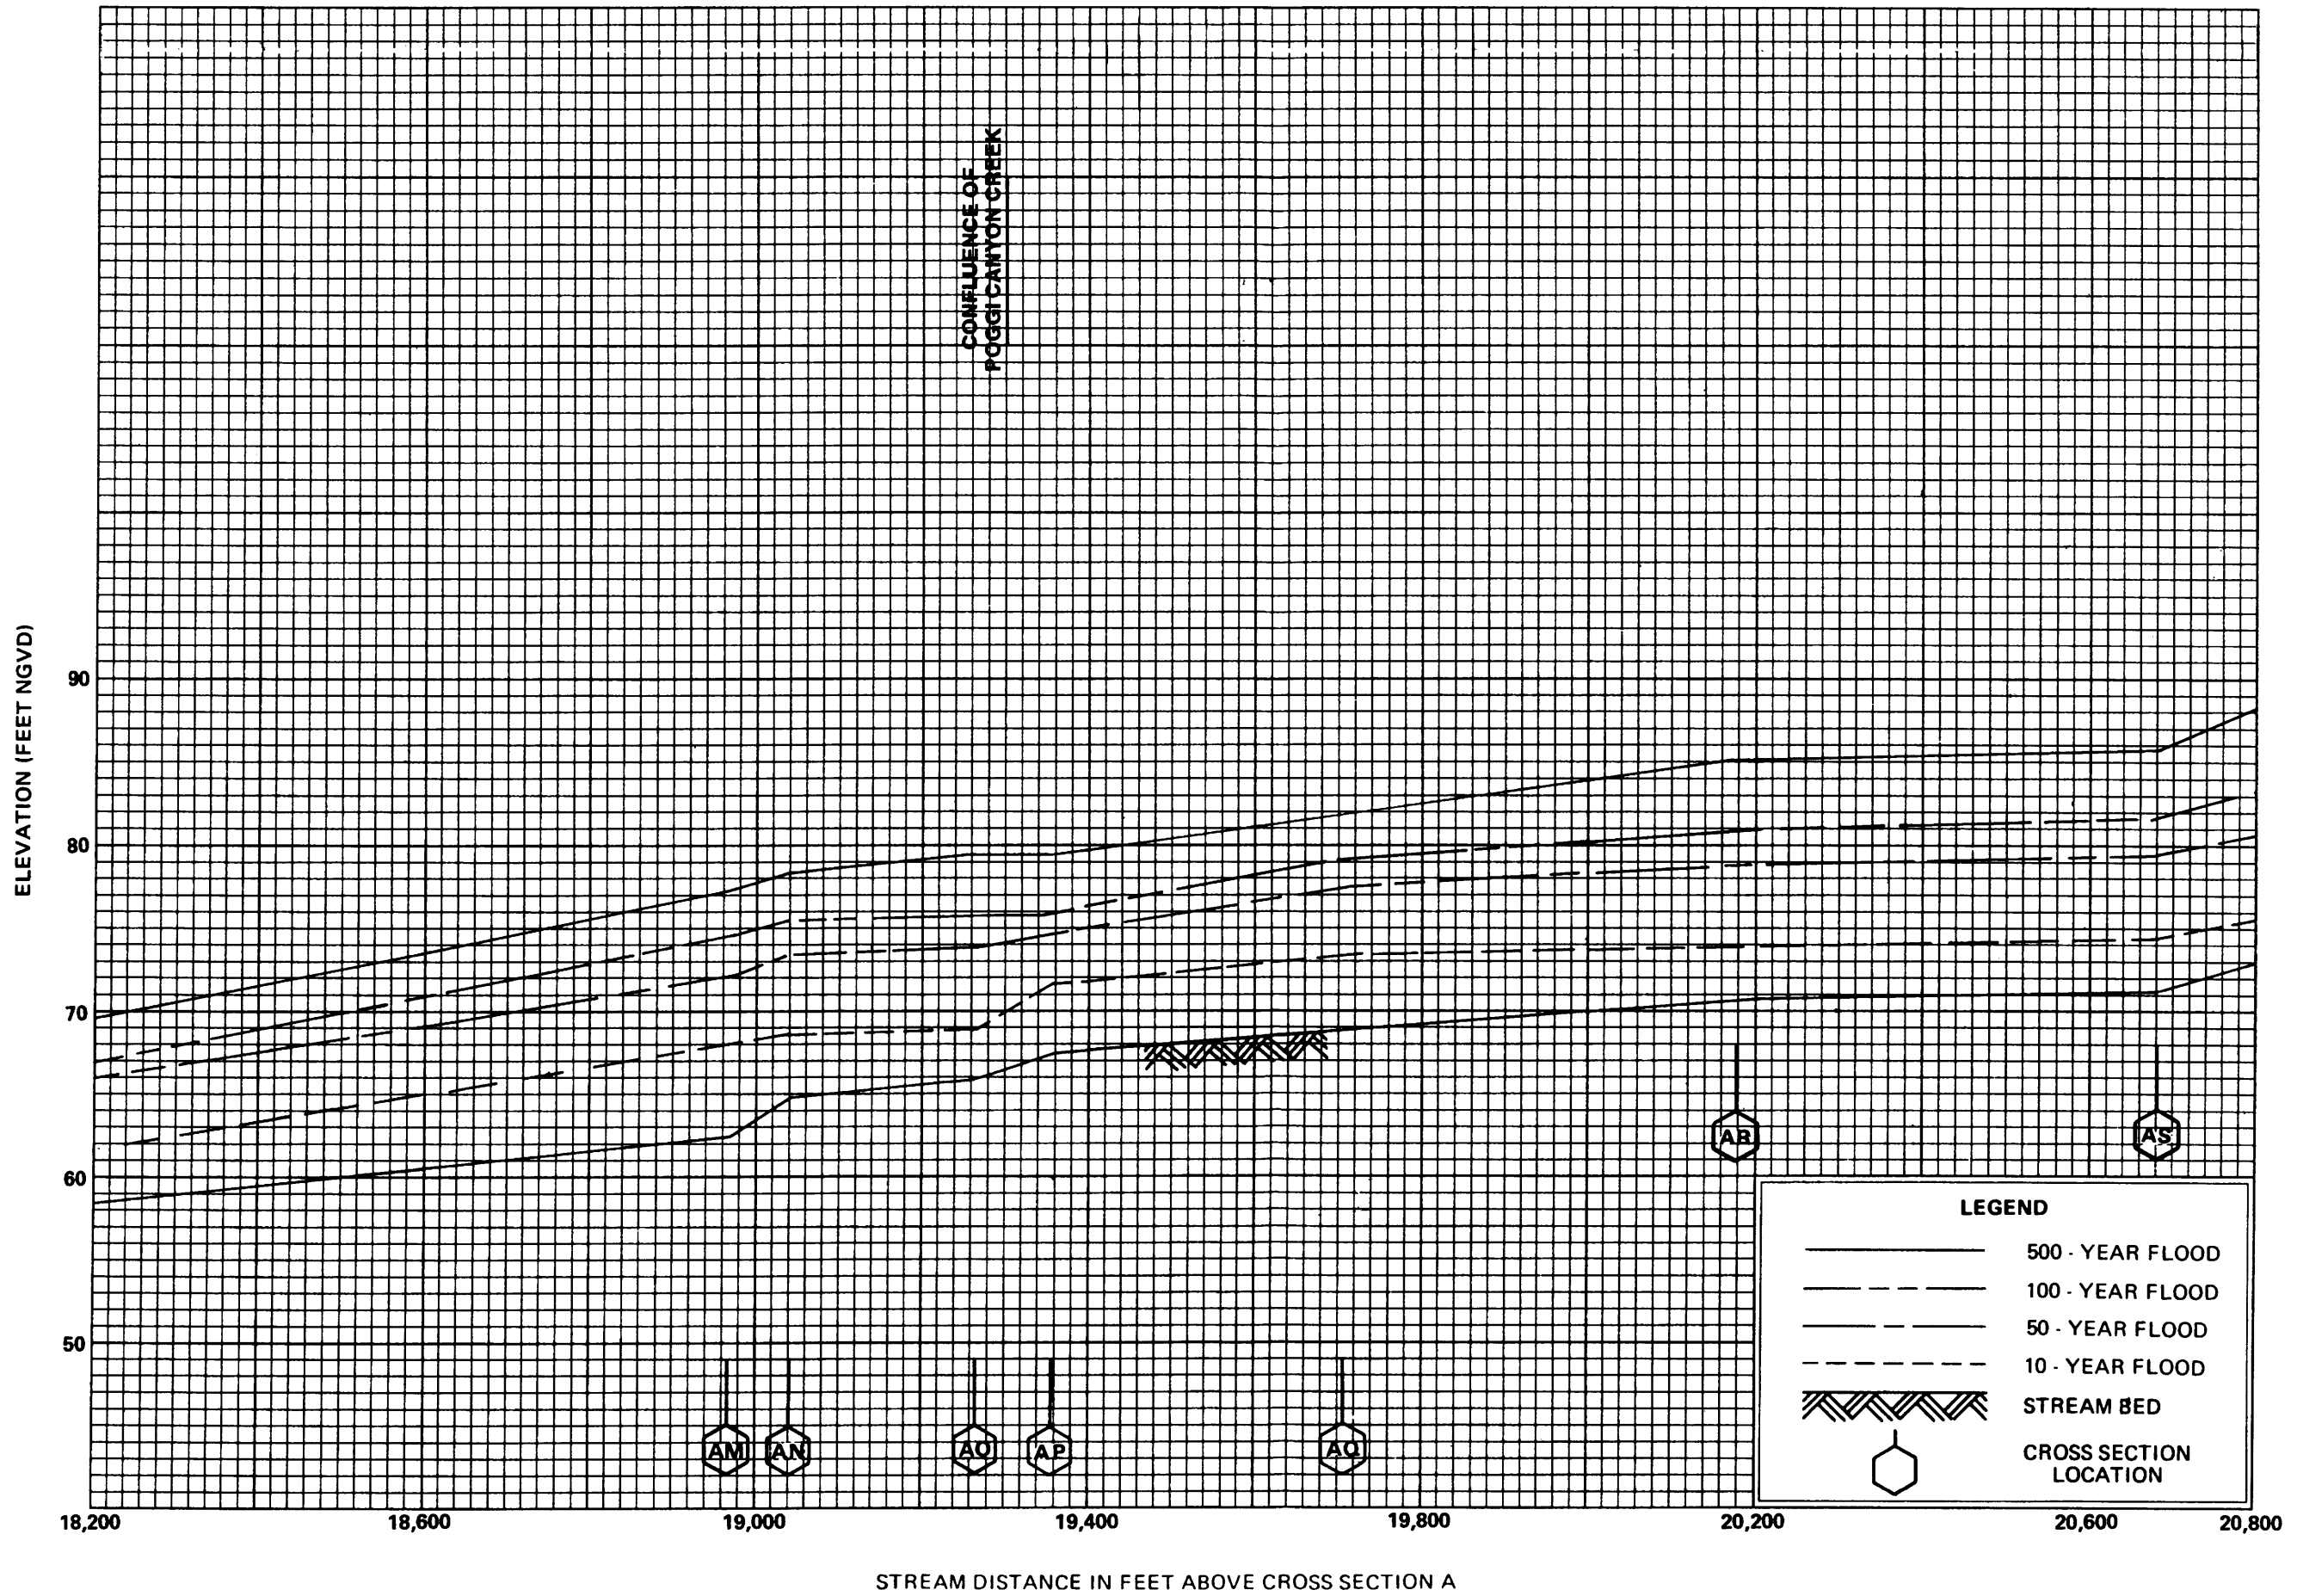 CONFLUENCE OF
POGGI CANYON CREEK
ELEVATION (FEET NGVD)
90
80
70
60
50
AR
AS
AM
AN
AO
AP
AQ
LEGEND
500 - YEAR FLOOD
100 - YEAR FLOOD
50 - YEAR FLOOD
10 - YEAR FLOOD
STREAM BED
CROSS SECTION
LOCATION
18,200
18,600
19,000
19,400
19,800
20,200
20,600
20,800
STREAM DISTANCE IN FEET ABOVE CROSS SECTION A